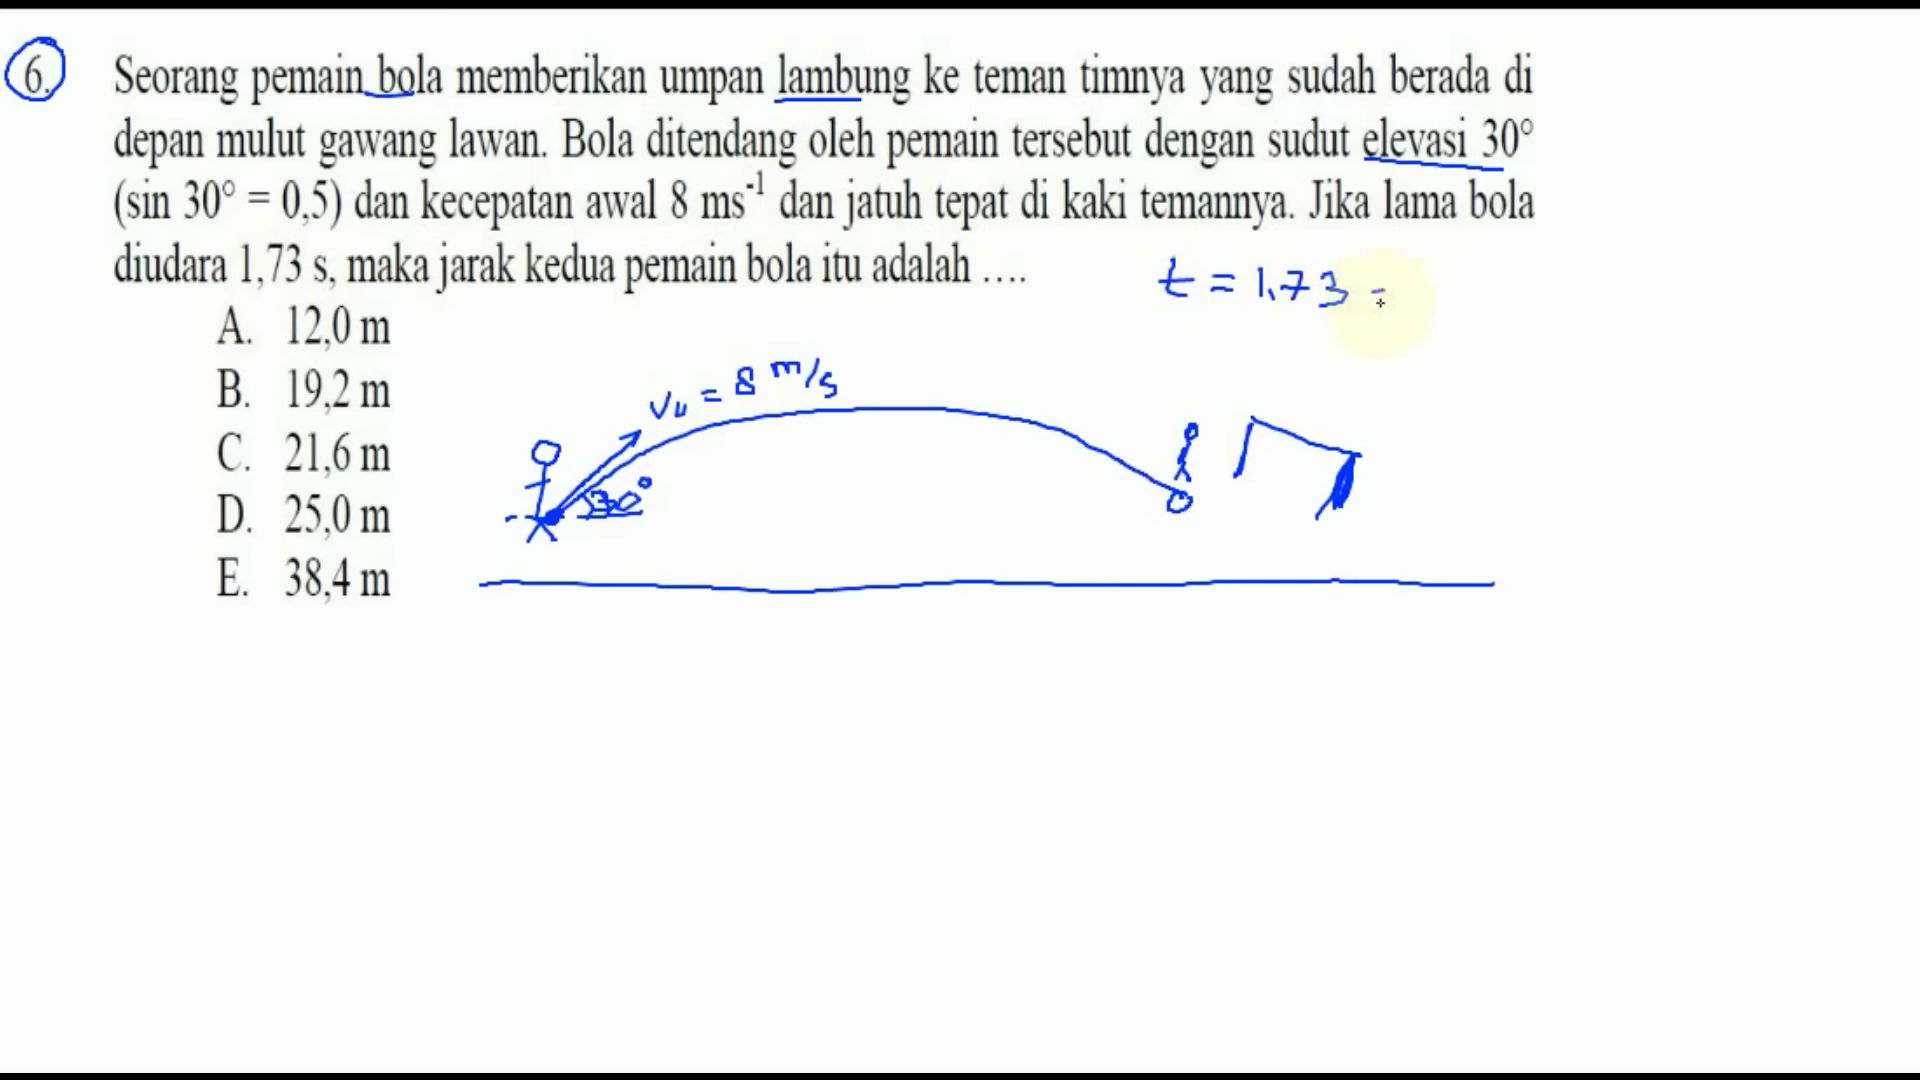 6. Seorang pemain bola memberikan umpan lambung ke teman timnya yang sudah berada di
depan mulut gawang lawan. Bola ditendang oleh pemain tersebut dengan sudut elevasi 30°
(sin 30° = 0,5) dan kecepatan awal 8 ms⁻¹ dan jatuh tepat di kaki temannya. Jika lama bola
diudara 1,73 s, maka jarak kedua pemain bola itu adalah ....
t = 1,73 =
A. 12,0 m
B. 19,2 m
C. 21,6 m
D. 25,0 m
E. 38,4 m
= 8 m/s
30°